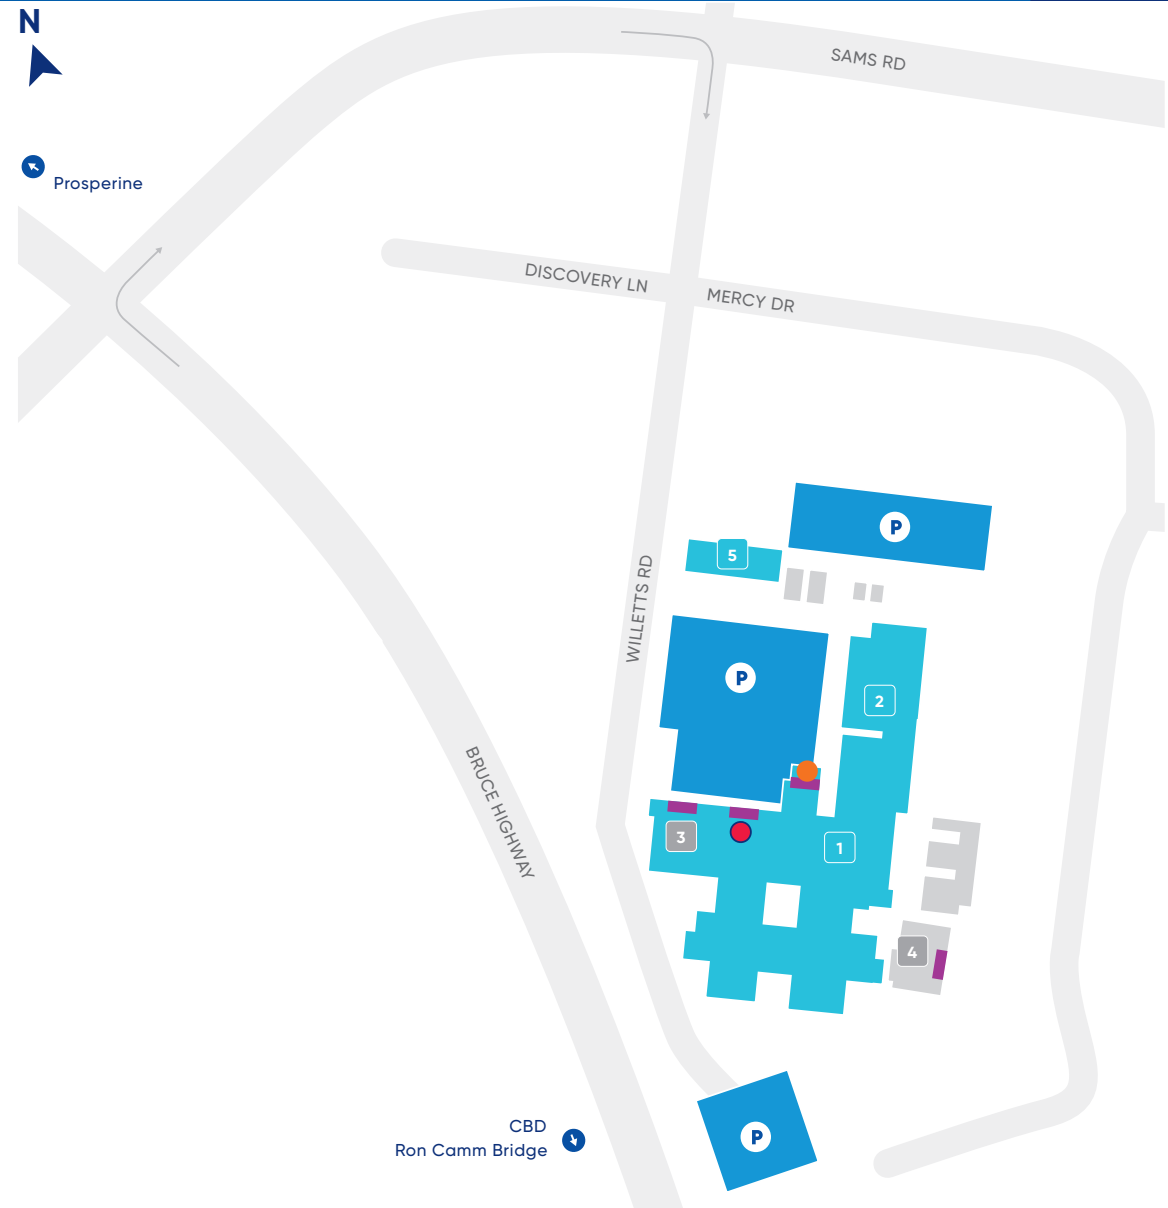 N
SAMS RD
Prosperine
DISCOVERY LN
MERCY DR
P
5
WILLETTS RD
P
2
BRUCE HIGHWAY
3
1
4
CBD
Ron Camm Bridge
P